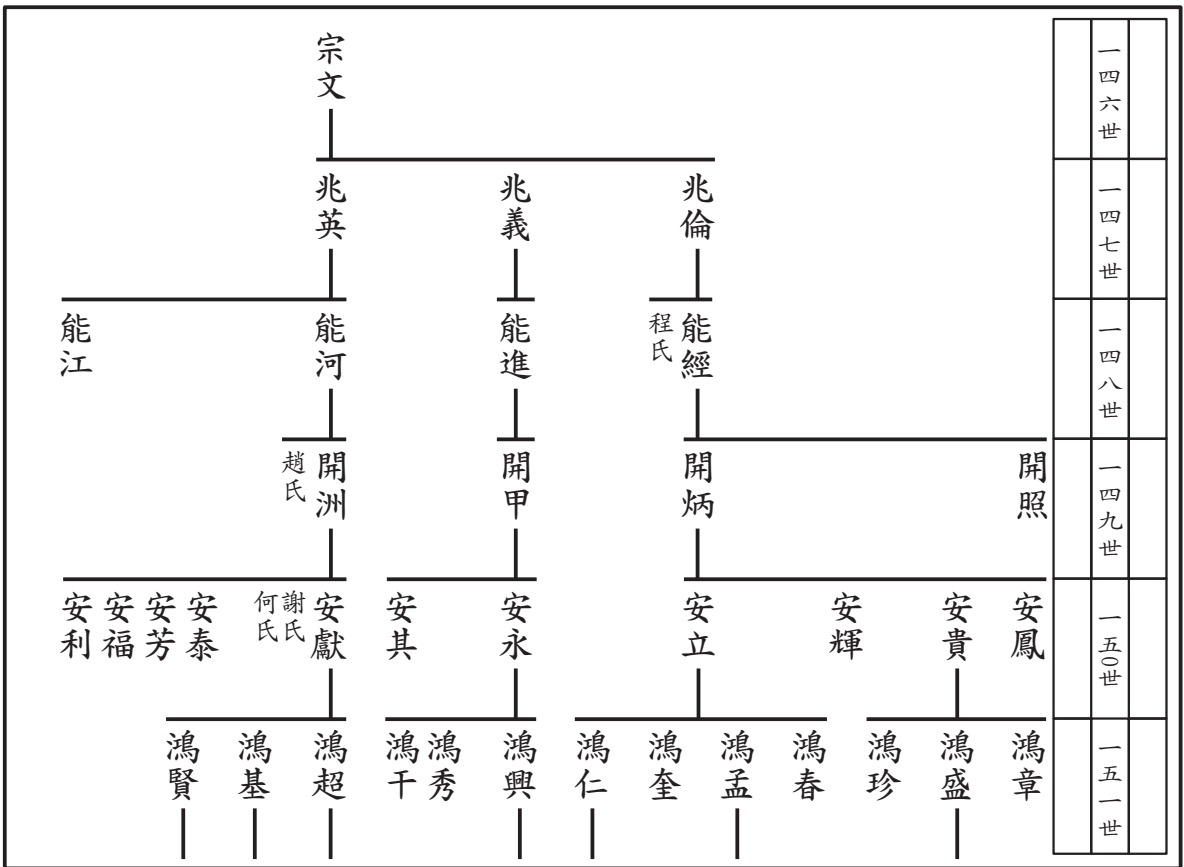 一四六世
宗文
一四七世
兆倫
兆義
兆英
一四八世
能經
程氏
能進
能河
能江
一四九世
開照
開炳
開甲
開洲
趙氏
一五〇世
安鳳
安貴
安輝
安立
安永
安其
安獻
謝氏
何氏
安泰
安芳
安福
安利
一五一世
鴻章
鴻盛
鴻珍
鴻春
鴻孟
鴻奎
鴻仁
鴻興
鴻秀
鴻干
鴻超
鴻基
鴻賢